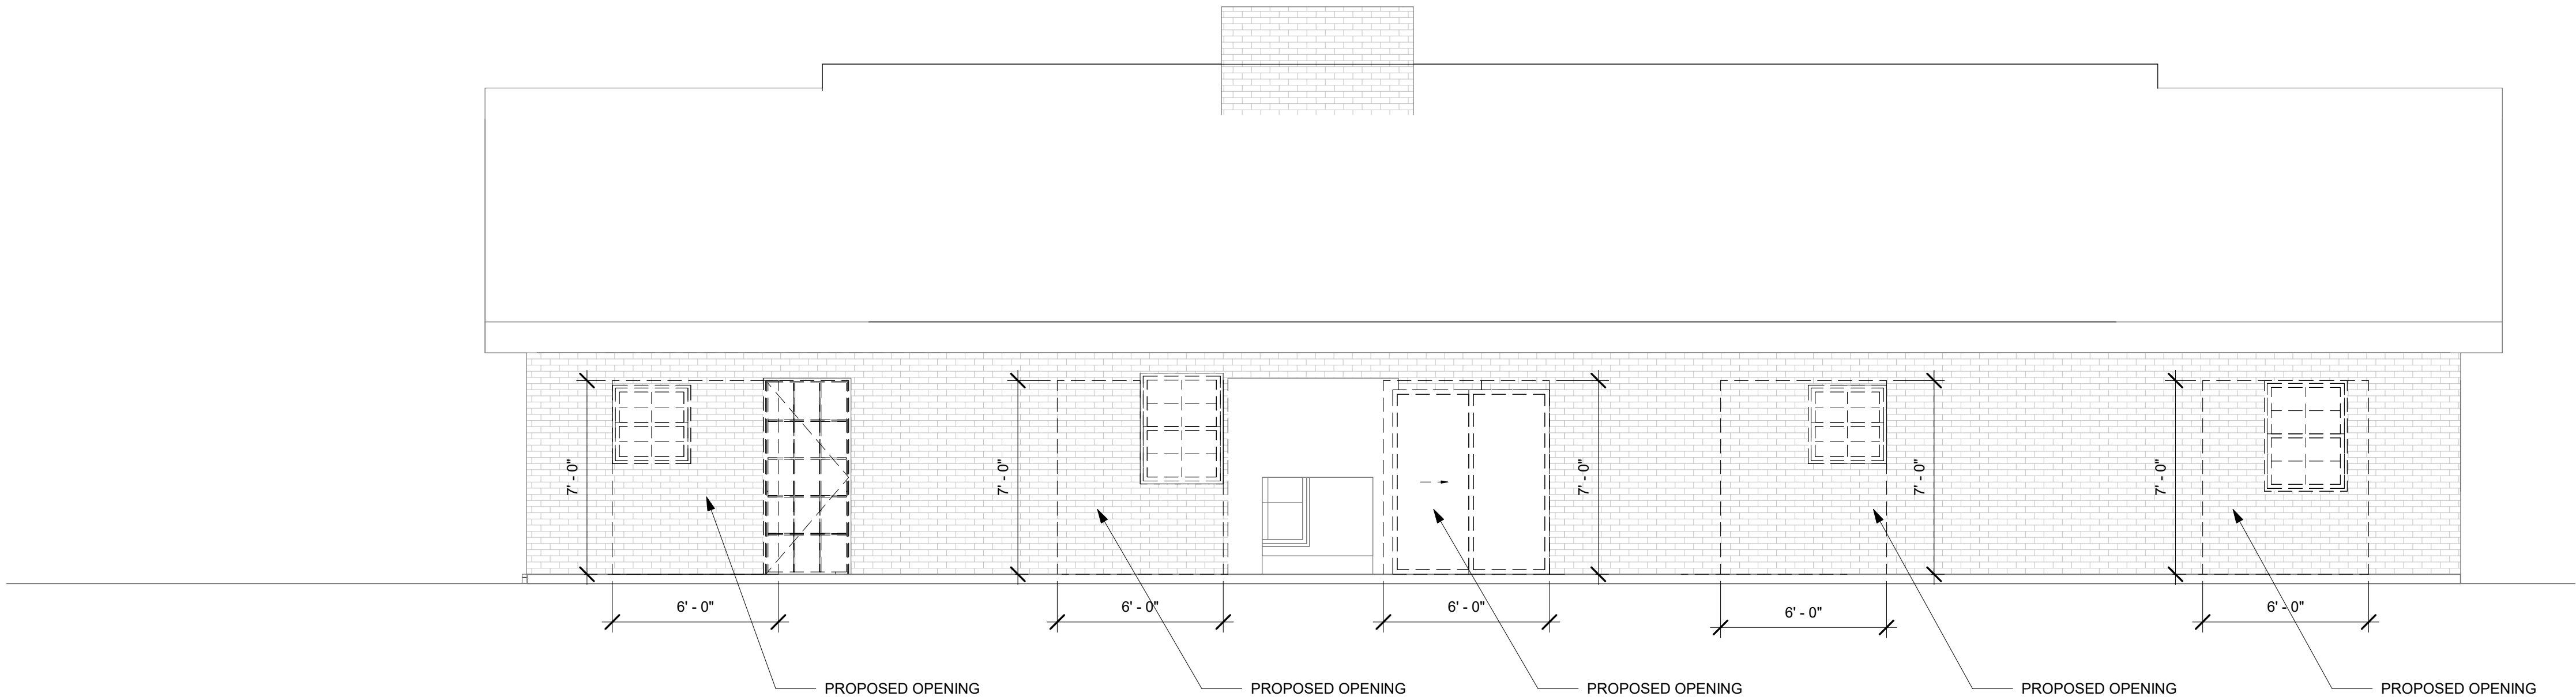 7' - 0"
7' - 0"
7' - 0"
7' - 0"
7' - 0"
6' - 0"
6' - 0"
6' - 0"
6' - 0"
6' - 0"
PROPOSED OPENING
PROPOSED OPENING
PROPOSED OPENING
PROPOSED OPENING
PROPOSED OPENING